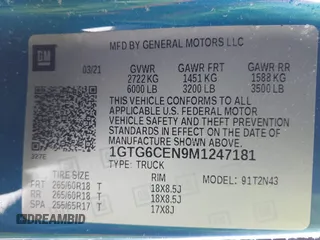 GM
MFD BY GENERAL MOTORS LLC
03/21 GVWR GAWR FRT GAWR RR
2722 KG 1451 KG 1588 KG
6000 LB 3200 LB 3500 LB
THIS VEHICLE CONFORMS TO ALL
APPLICABLE U.S. FEDERAL MOTOR
VEHICLE SAFETY AND THEFT PREVENTION
STANDARDS IN EFFECT ON THE DATE OF
MANUFACTURE SHOWN ABOVE.
1GTG6CEN9M1247181
TYPE: TRUCK
MODEL: 91T2N43
TIRE SIZE RIM
FRT 265/60R18 T 18X8.5J
RR 265/60R18 T 18X8.5J
SPA 255/65R17 T 17X8J
DREAMBID